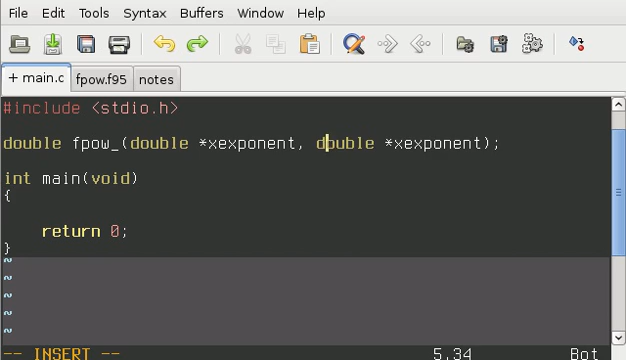 File Edit Tools Syntax Buffers Window Help
+ main.c fpow.f95 notes
#include <stdio.h>
double fpow_(double *xexponent, double *xexponent);
int main(void)
{
return 0;
}
~
~
~
~
~
-- INSERT -- 5,34 Bot